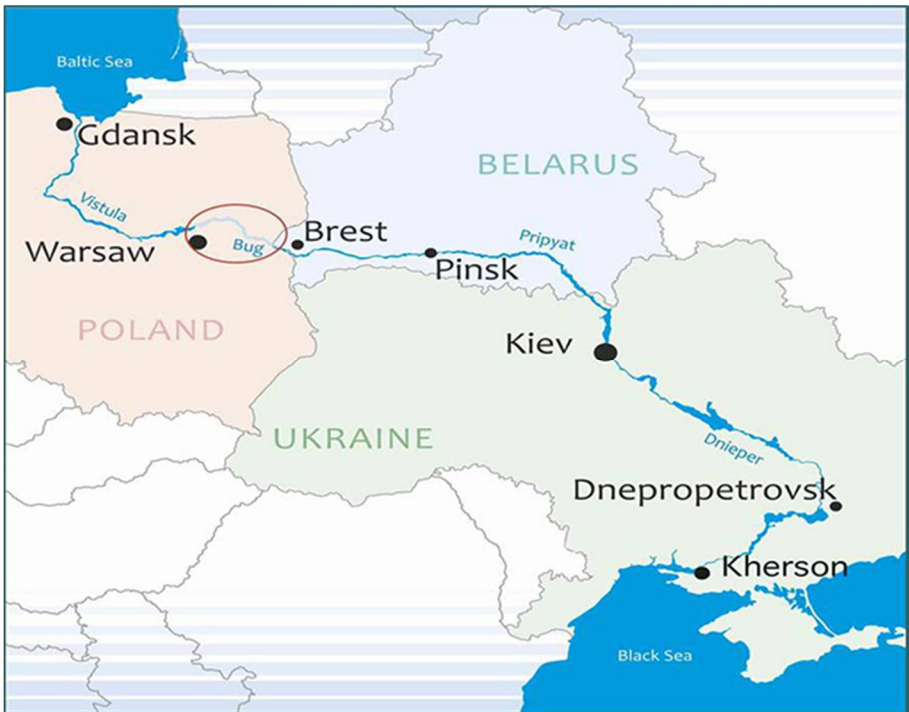 Baltic Sea
Gdansk
BELARUS
Vistula
Brest
Pripyat
Warsaw
Bug
Pinsk
POLAND
Kiev
UKRAINE
Dnieper
Dnepropetrovsk
Kherson
Black Sea